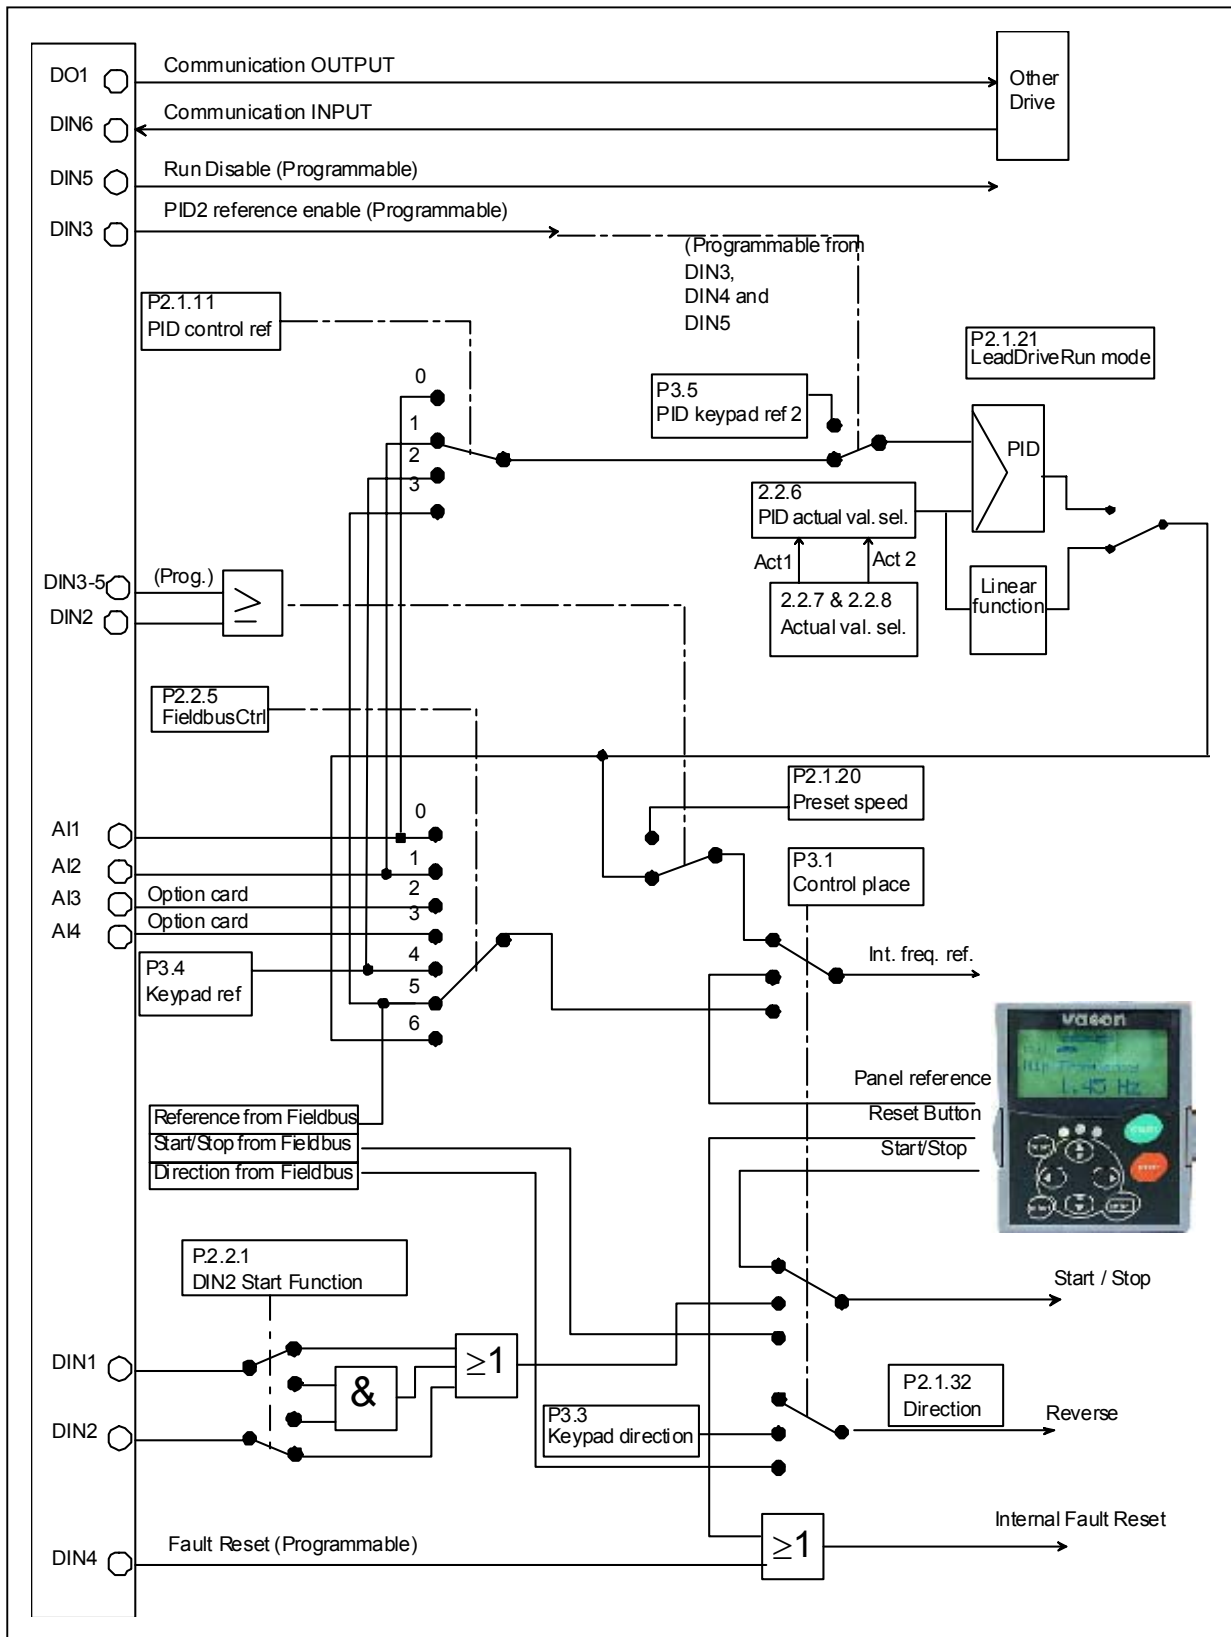 DO1
Communication OUTPUT
Other
Drive
DIN6
Communication INPUT
DIN5
Run Disable (Programmable)
DIN3
PID2 reference enable (Programmable)
(Programmable from
DIN3,
DIN4 and
DIN5
P2.1.11
PID control ref
P2.1.21
LeadDriveRun mode
0
1
2
3
P3.5
PID keypad ref 2
PID
2.2.6
PID actual val. sel.
Act1
Act 2
2.2.7 & 2.2.8
Actual val. sel.
Linear
function
DIN3-5
(Prog.)
≥
DIN2
P2.2.5
FieldbusCtrl
P2.1.20
Preset speed
AI1
0
AI2
1
AI3
Option card
2
AI4
Option card
3
P3.4
Keypad ref
4
5
6
P3.1
Control place
Int. freq. ref.
vacon
1.45 Hz
Panel reference
Reset Button
Start/Stop
Reference from Fieldbus
Start/Stop from Fieldbus
Direction from Fieldbus
P.2.2.1
DIN2 Start Function
Start / Stop
DIN1
≥1
&
DIN2
P3.3
Keypad direction
P2.1.32
Direction
Reverse
Internal Fault Reset
DIN4
Fault Reset (Programmable)
≥1